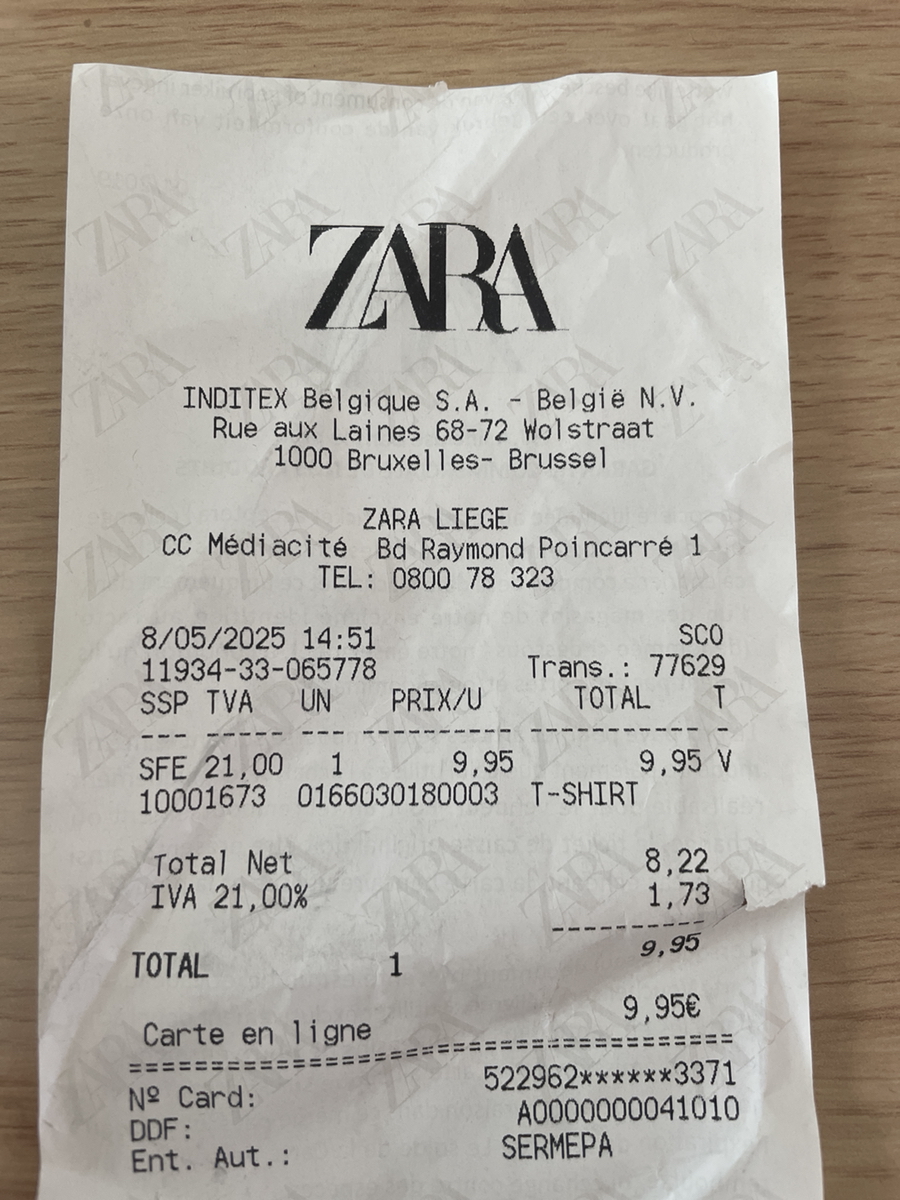 ZARA
INDITEX Belgique S.A. - België N.V.
Rue aux Laines 68-72 Wolstraat
1000 Bruxelles- Brussel
ZARA LIEGE
CC Médiacité Bd Raymond Poincarré 1
TEL: 0800 78 323
8/05/2025 14:51 SCO
11934-33-065778 Trans.: 77629
SSP TVA UN PRIX/U TOTAL T
--- ----- --- ---------- ------------ -
SFE 21,00 1 9,95 9,95 V
10001673 0166030180003 T-SHIRT
Total Net 8,22
IVA 21,00% 1,73
----------
TOTAL 1 9,95
Carte en ligne 9,95€
========================================
Nº Card: 522962******3371
DDF: A0000000041010
Ent. Aut.: SERMEPA